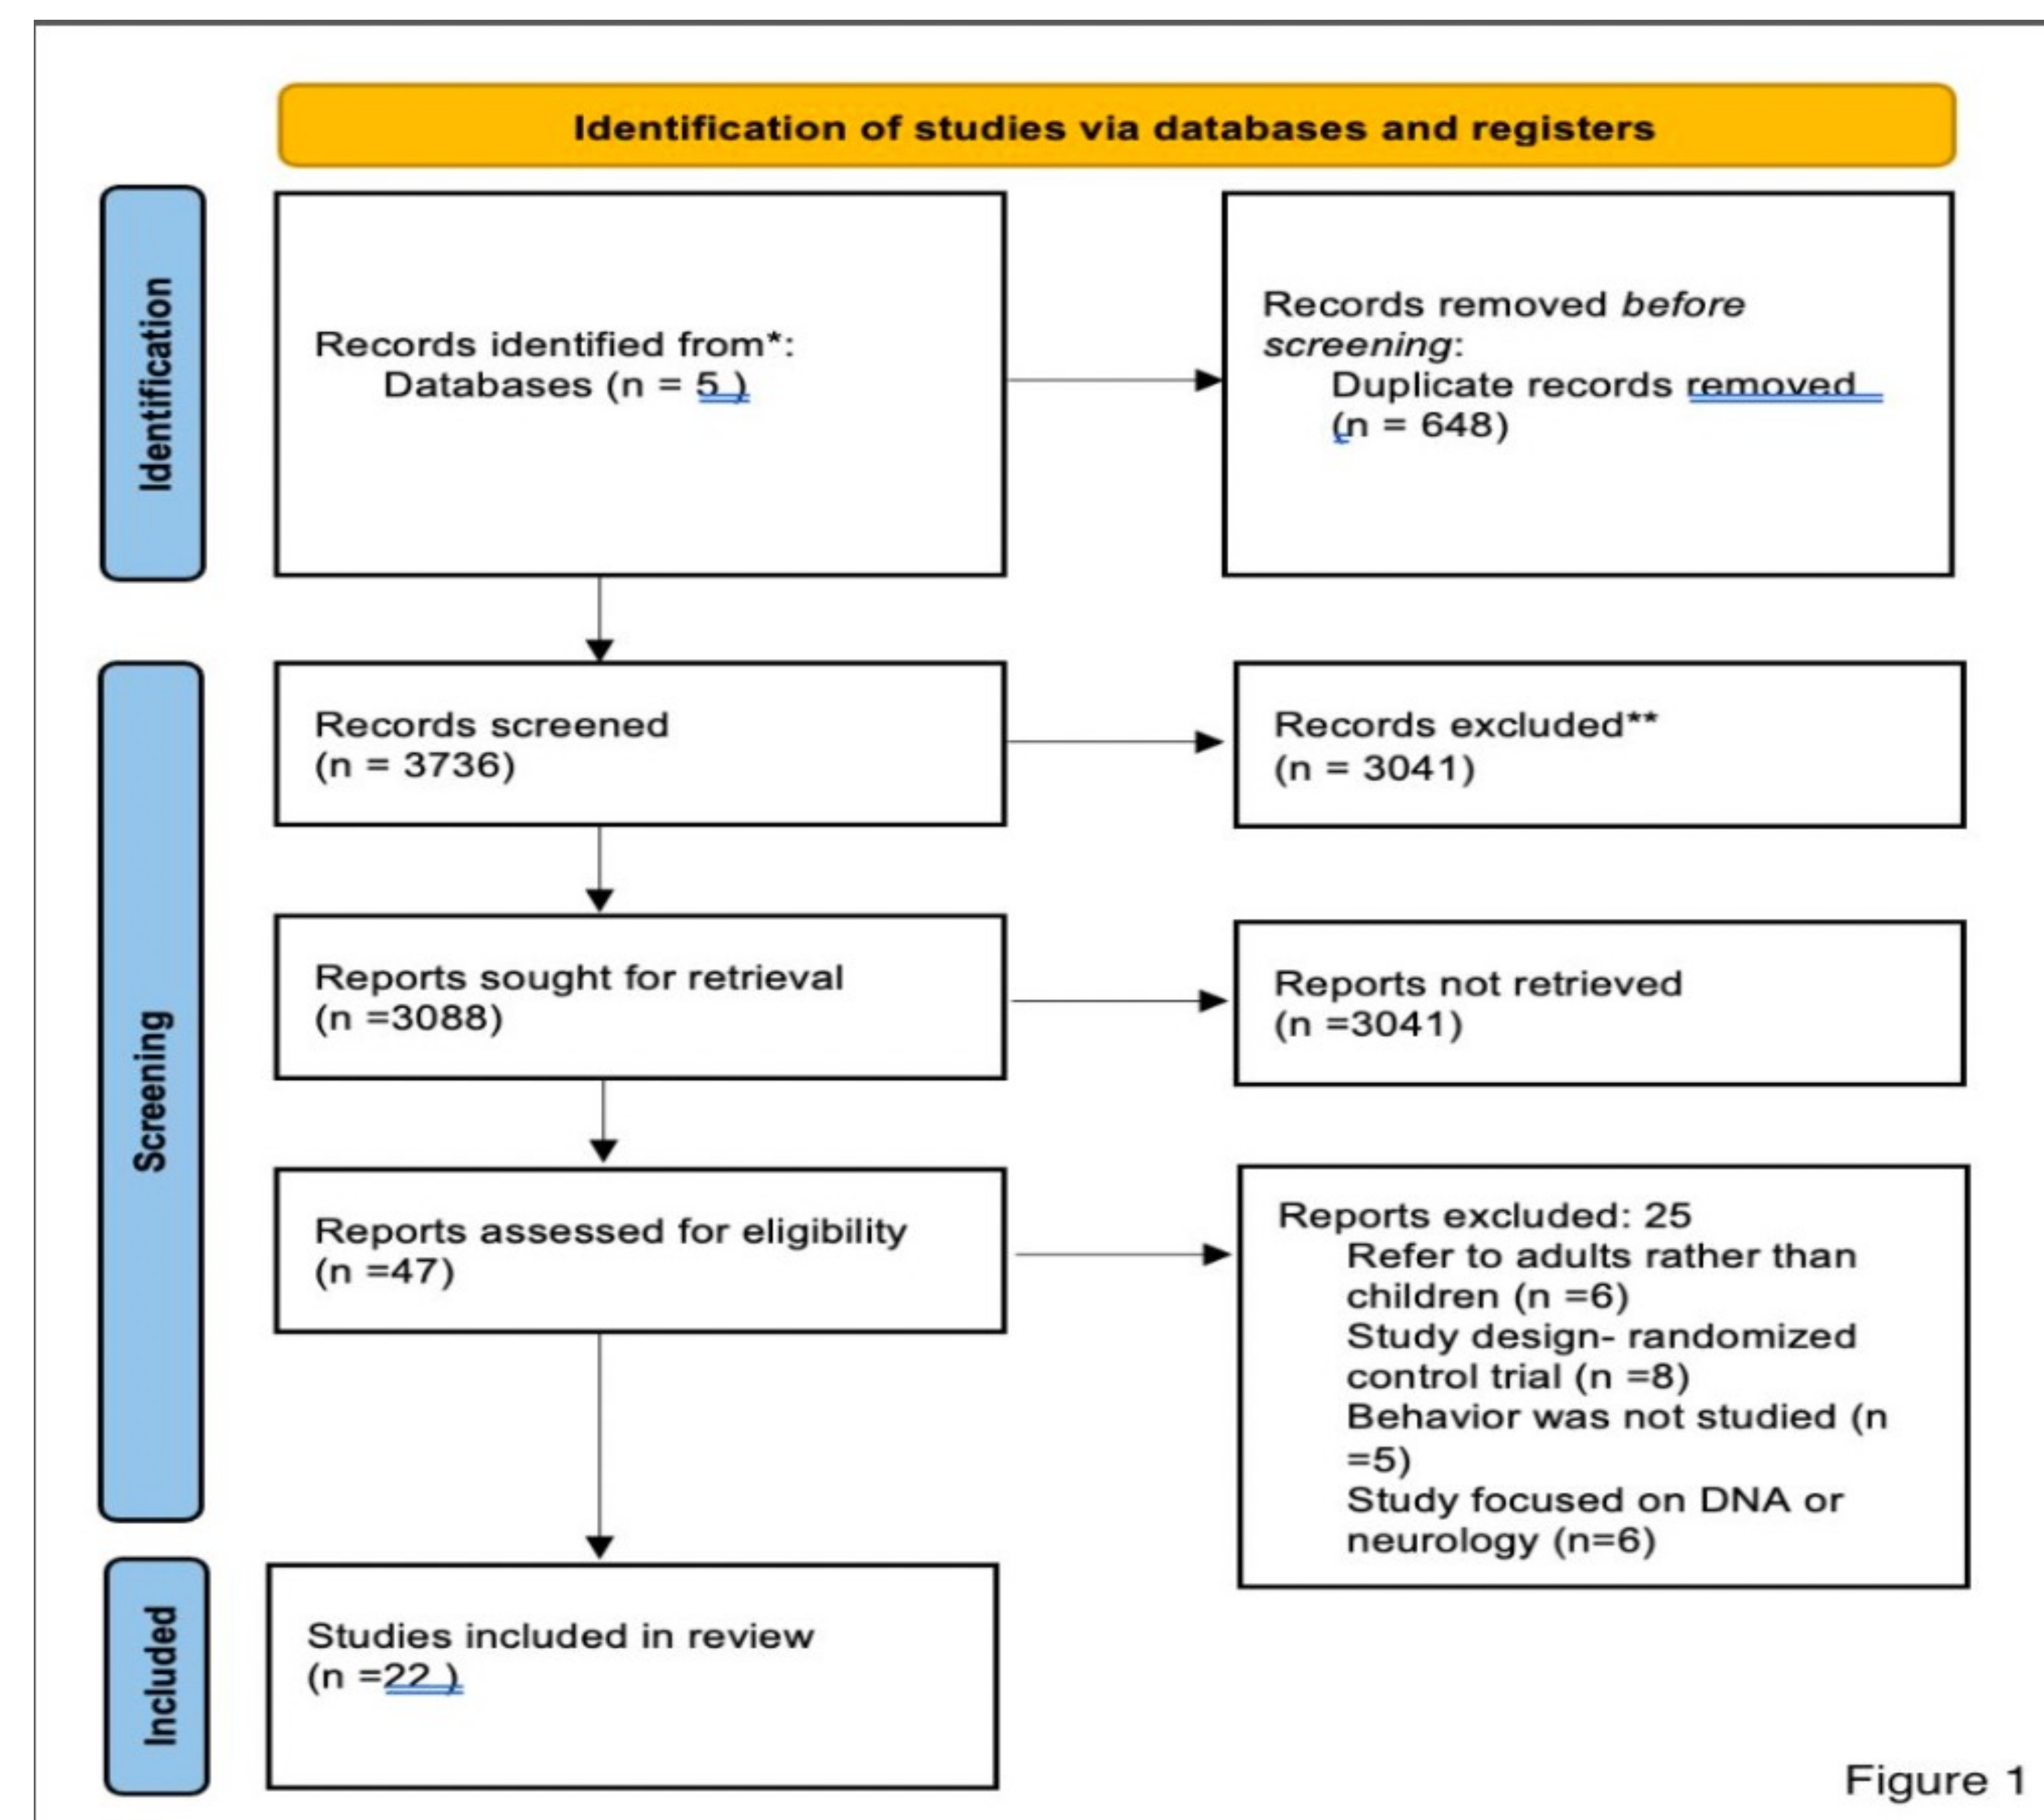 Identification of studies via databases and registers
Identification
Records identified from*:
Databases (n = 5 )
Records removed before
screening:
Duplicate records removed
(n = 648)
Screening
Records screened
(n = 3736)
Records excluded**
(n = 3041)
Reports sought for retrieval
(n =3088)
Reports not retrieved
(n =3041)
Reports assessed for eligibility
(n =47)
Reports excluded: 25
Refer to adults rather than
children (n =6)
Study design- randomized
control trial (n =8)
Behavior was not studied (n
=5)
Study focused on DNA or
neurology (n=6)
Included
Studies included in review
(n =22 )
Figure 1